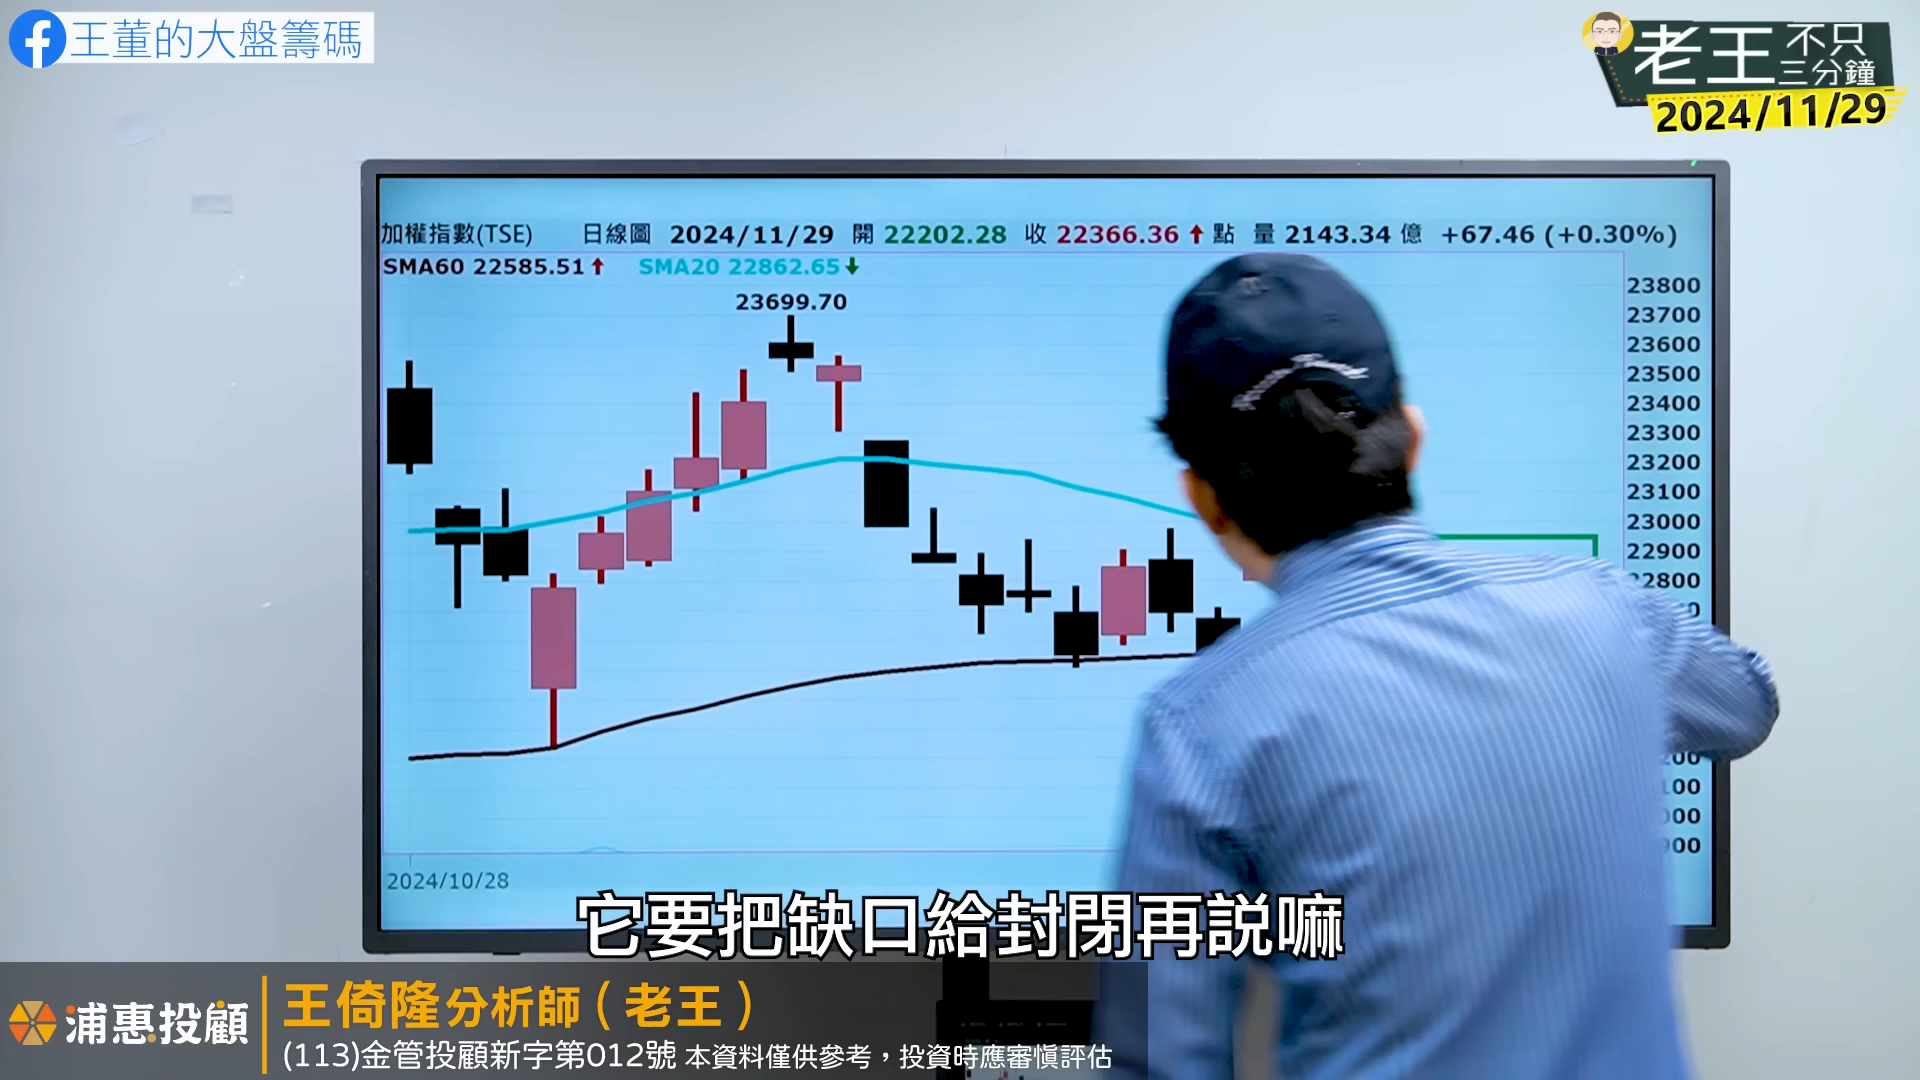 王董的大盤籌碼
老王不只三分鐘
2024/11/29
加權指數(TSE) 日線圖 2024/11/29 開 22202.28 收 22366.36 點 量 2143.34 億 +67.46 (+0.30%)
SMA60 22585.51 SMA20 22862.65
23699.70
23800
23700
23600
23500
23400
23300
23200
23100
23000
22900
22800
2024/10/28
它要把缺口給封閉再說嘛
浦惠投顧
王倚隆分析師（老王）
(113)金管投顧新字第012號 本資料僅供參考，投資時應審慎評估